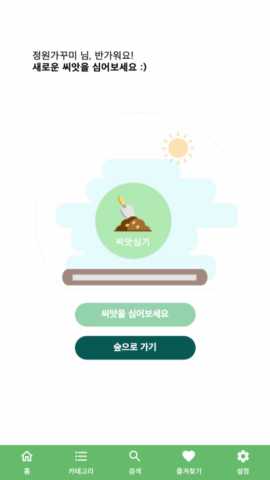 정원가꾸미 님, 반가워요!
새로운 씨앗을 심어보세요 :)
씨앗심기
씨앗을 심어보세요
숲으로 가기
홈 카테고리 검색 즐겨찾기 설정